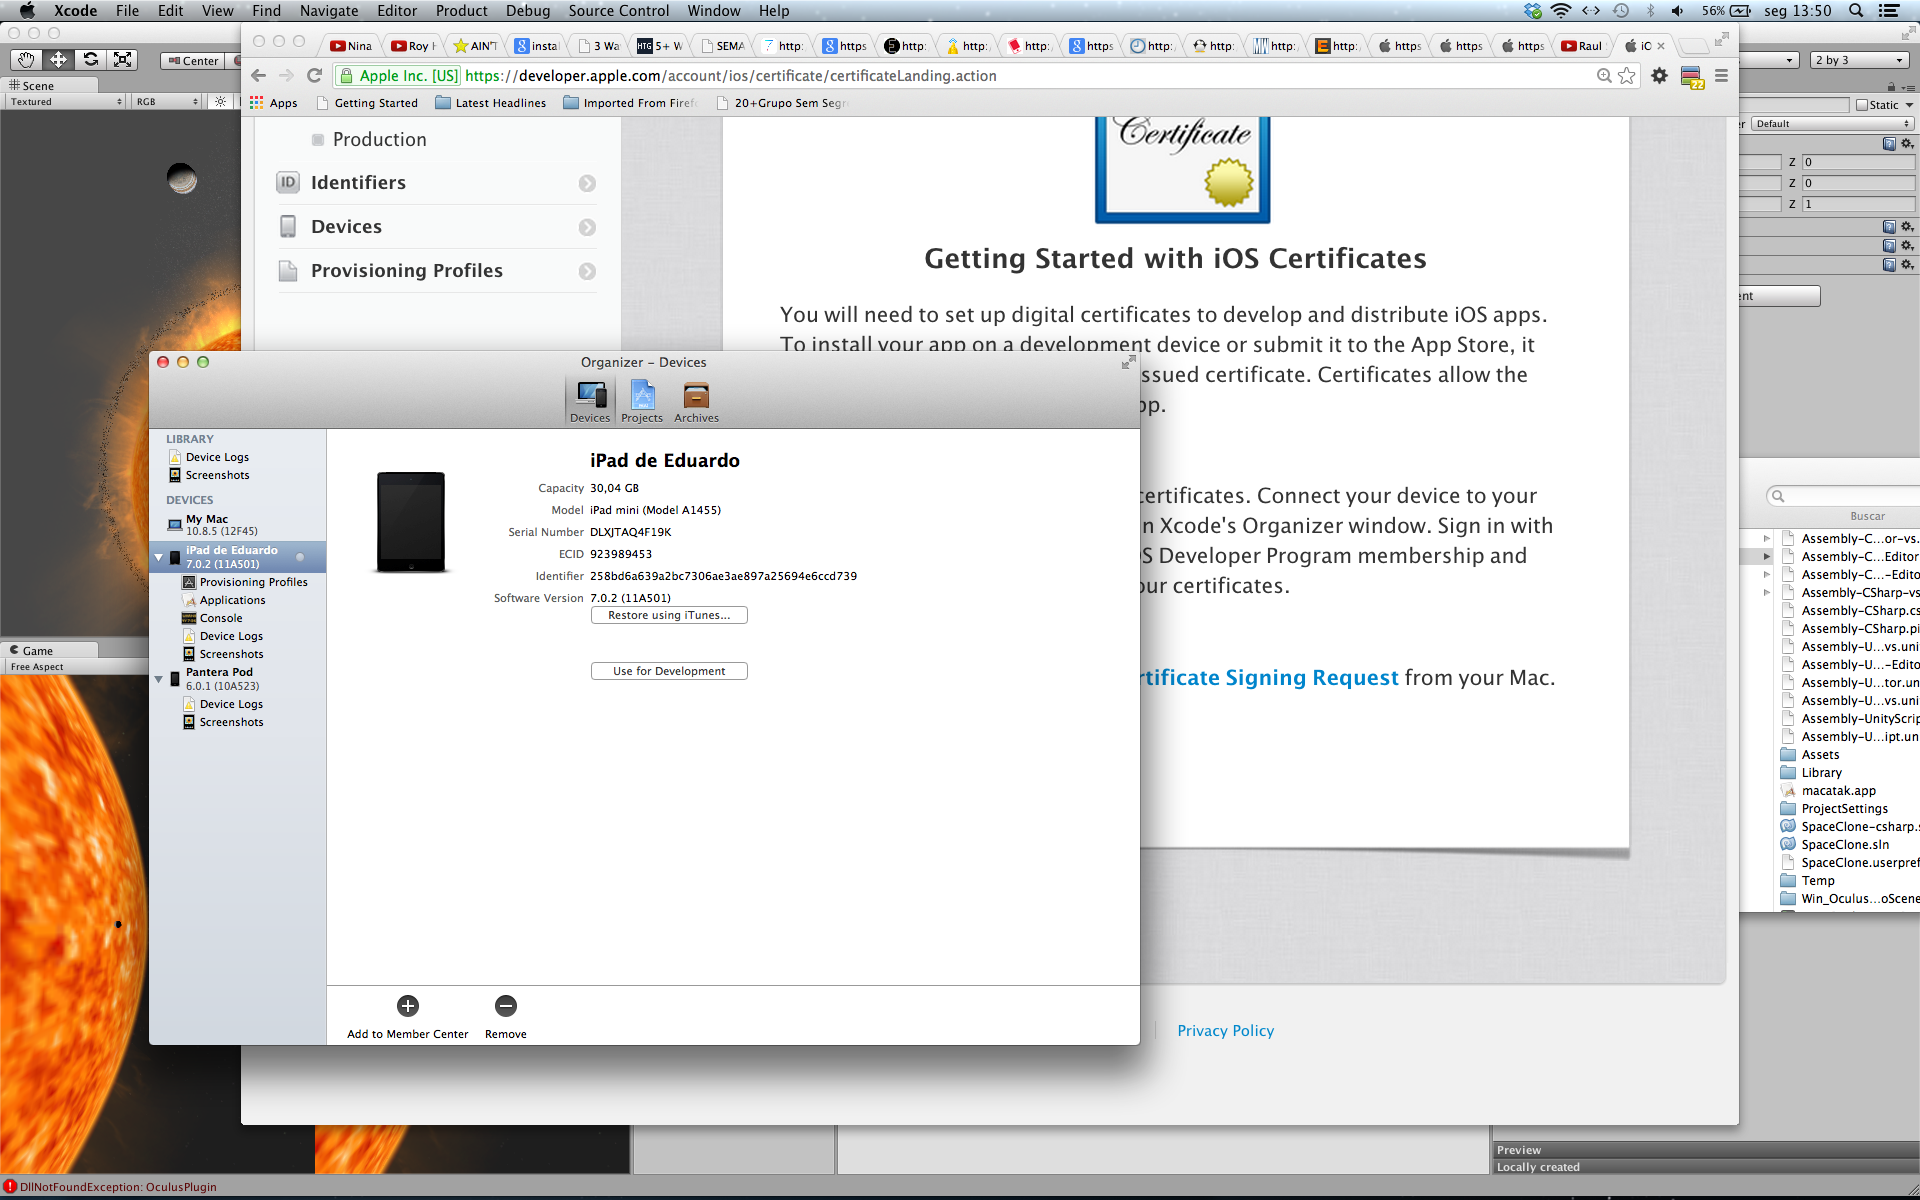 Xcode File Edit View Find Navigate Editor Product Debug Source Control Window Help
56% seg 13:50
Center
2 by 3
Nina Roy H AIN'T insta 3 Wa HTG 5+ W SEMA http: https http: http: http: https http: http: http: http: https https https Raul iO
Scene
Textured RGB
Apple Inc. [US] https://developer.apple.com/account/ios/certificate/certificateLanding.action
22
Apps Getting Started Latest Headlines Imported From Firef 20+Grupo Sem Segr
Static
Default
Z 0
Z 0
Z 1
Production
ID Identifiers
Devices
Provisioning Profiles
Certificate
Getting Started with iOS Certificates
You will need to set up digital certificates to develop and distribute iOS apps.
To install your app on a development device or submit it to the App Store, it
ssued certificate. Certificates allow the
pp.
certificates. Connect your device to your
n Xcode's Organizer window. Sign in with
S Developer Program membership and
our certificates.
rtificate Signing Request from your Mac.
Privacy Policy
Organizer – Devices
Devices Projects Archives
LIBRARY
Device Logs
Screenshots
DEVICES
My Mac
10.8.5 (12F45)
iPad de Eduardo
7.0.2 (11A501)
Provisioning Profiles
Applications
Console
Device Logs
Screenshots
Pantera Pod
6.0.1 (10A523)
Device Logs
Screenshots
iPad de Eduardo
Capacity 30,04 GB
Model iPad mini (Model A1455)
Serial Number DLXJTAQ4F19K
ECID 923989453
Identifier 258bd6a639a2bc7306ae3ae897a25694e6ccd739
Software Version 7.0.2 (11A501)
Restore using iTunes...
Use for Development
Add to Member Center Remove
Game
Free Aspect
ent
Buscar
Assembly-C...or-vs.
Assembly-C...Editor
Assembly-C...-Edito
Assembly-CSharp-vs
Assembly-CSharp.cs
Assembly-CSharp.pi
Assembly-U...vs.uni
Assembly-U...-Edito
Assembly-U...tor.un
Assembly-U...vs.uni
Assembly-UnityScrip
Assembly-U...ipt.un
Assets
Library
macatak.app
ProjectSettings
SpaceClone-csharp.s
SpaceClone.sln
SpaceClone.userpref
Temp
Win_Oculus...oScene
Preview
Locally created
DllNotFoundException: OculusPlugin